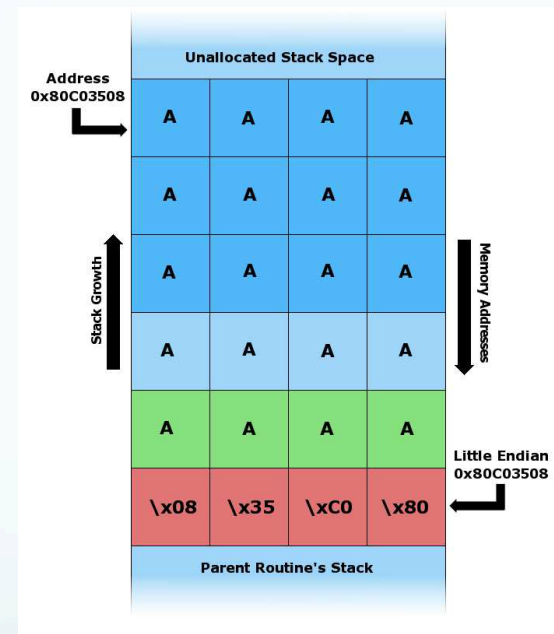 Unallocated Stack Space
Address
0x80C03508
A A A A
A A A A
Stack Growth
A A A A
Memory Addresses
A A A A
A A A A
Little Endian
0x80C03508
\x08 \x35 \xC0 \x80
Parent Routine's Stack